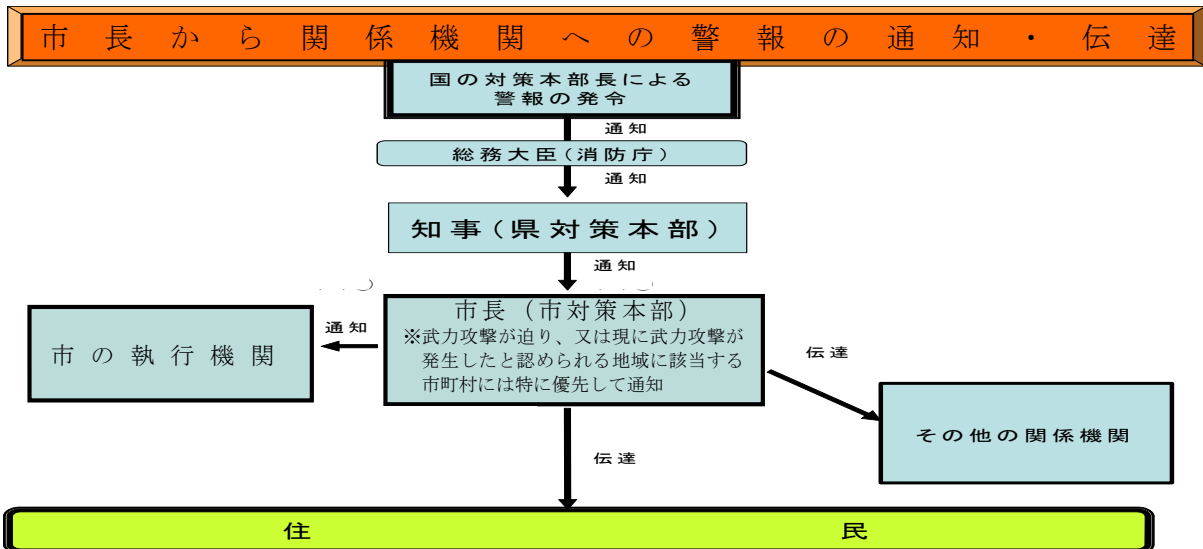 市長から関係機関への警報の通知・伝達
国の対策本部長による
警報の発令
通知
総務大臣(消防庁)
通知
知事(県対策本部)
通知
市長（市対策本部）
※武力攻撃が迫り、又は現に武力攻撃が
発生したと認められる地域に該当する
市町村には特に優先して通知
通知
市の執行機関
伝達
その他の関係機関
伝達
住民